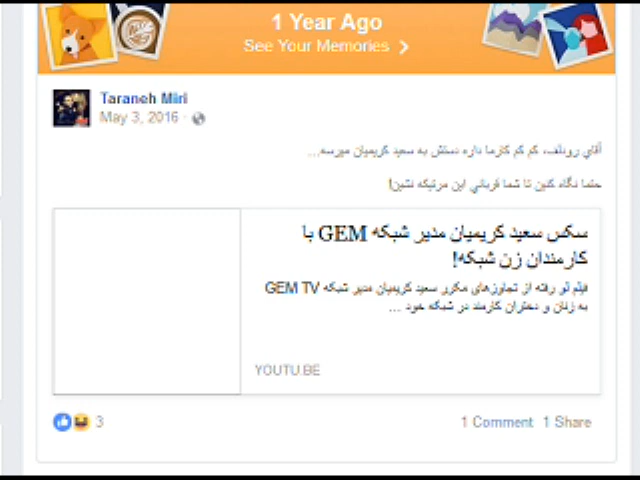 1 Year Ago
See Your Memories
Taraneh Miri
May 3, 2016
آقای رودلف، کم کم کارما داره دستش به سعید کریمیان میرسه...
حتما نگاه کنین تا شما قربانی این مرتیکه نشین!
سکس سعید کریمیان مدیر شبکه GEM با
کارمندان زن شبکه!
فیلم لو رفته از تجاوزهای مکرر سعید کریمیان مدیر شبکه GEM TV
به زنان و دختران کارمند در شبکه خود ...
YOUTU.BE
3
1 Comment 1 Share